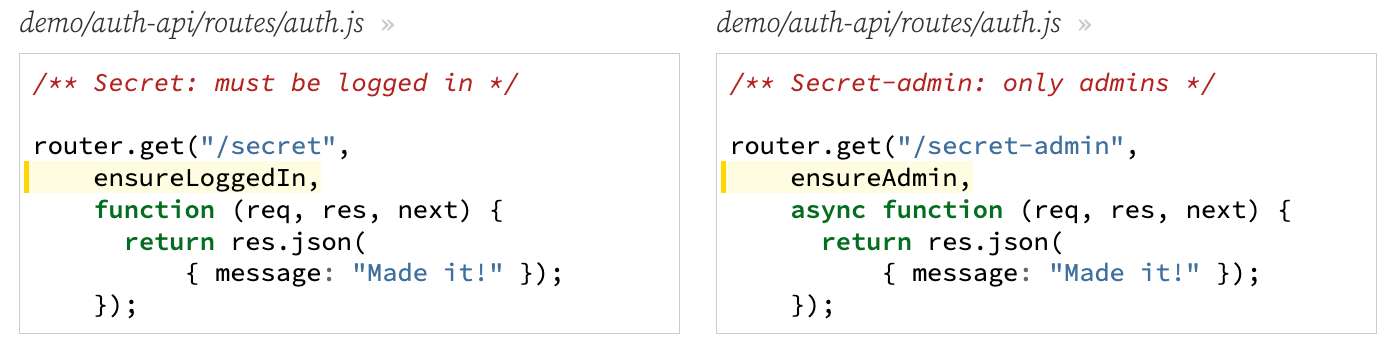 demo/auth-api/routes/auth.js »
/** Secret: must be logged in */
router.get("/secret",
    ensureLoggedIn,
    function (req, res, next) {
      return res.json(
          { message: "Made it!" });
    });
demo/auth-api/routes/auth.js »
/** Secret-admin: only admins */
router.get("/secret-admin",
    ensureAdmin,
    async function (req, res, next) {
      return res.json(
          { message: "Made it!" });
    });